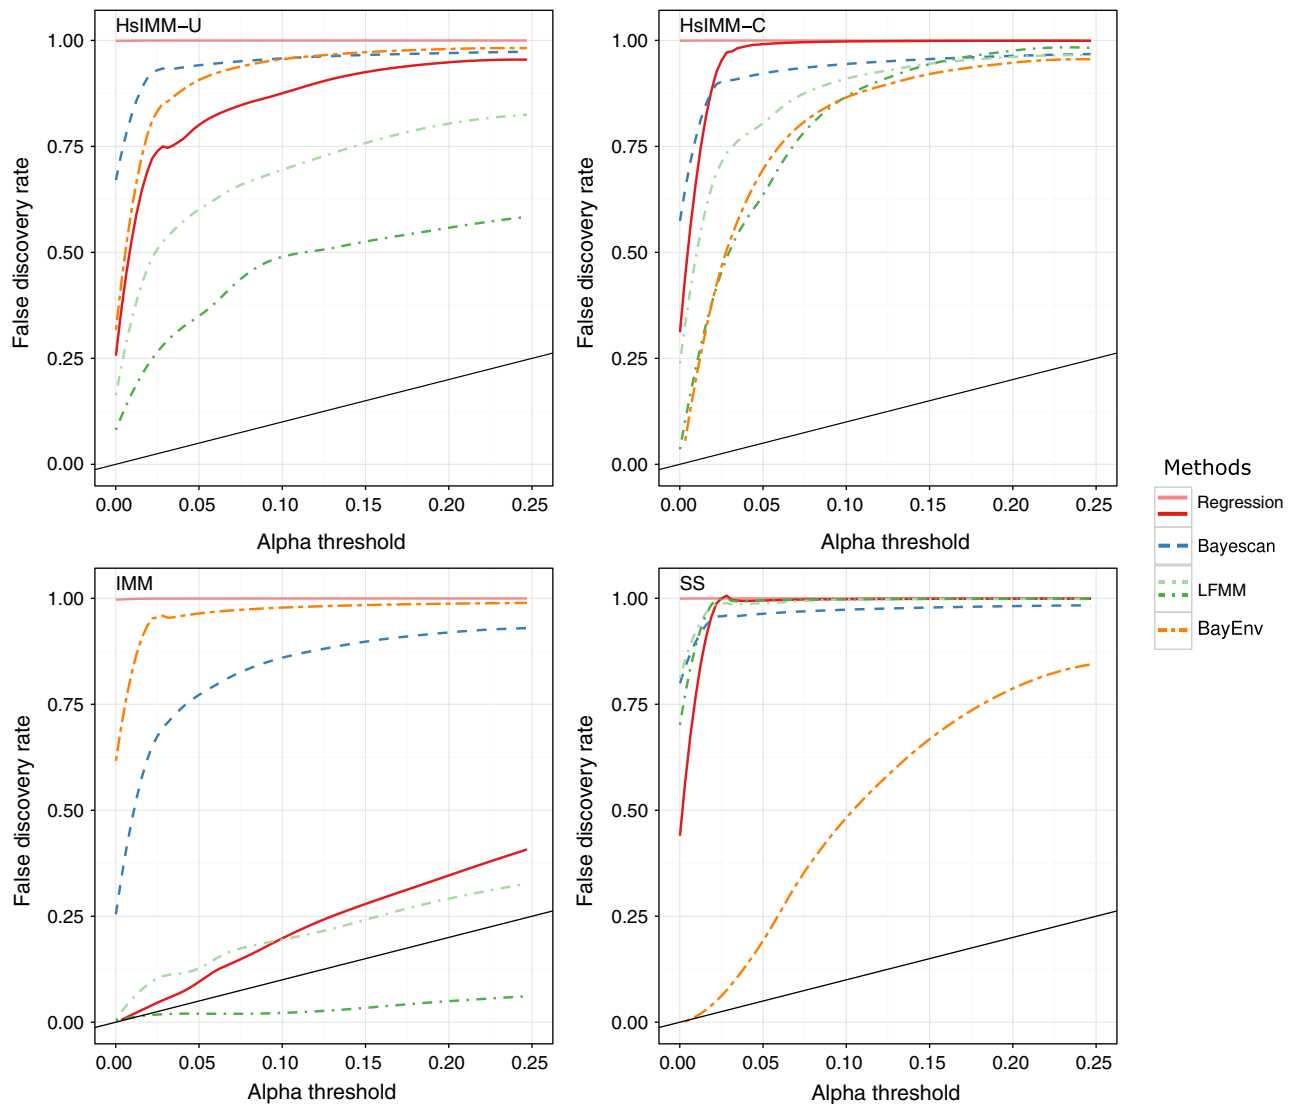 HsIMM–U
1.00
0.75
0.50
0.25
0.00
False discovery rate
0.00 0.05 0.10 0.15 0.20 0.25
Alpha threshold
HsIMM–C
1.00
0.75
0.50
0.25
0.00
False discovery rate
0.00 0.05 0.10 0.15 0.20 0.25
Alpha threshold
IMM
1.00
0.75
0.50
0.25
0.00
False discovery rate
0.00 0.05 0.10 0.15 0.20 0.25
Alpha threshold
SS
1.00
0.75
0.50
0.25
0.00
False discovery rate
0.00 0.05 0.10 0.15 0.20 0.25
Alpha threshold
Methods
Regression
Bayescan
LFMM
BayEnv